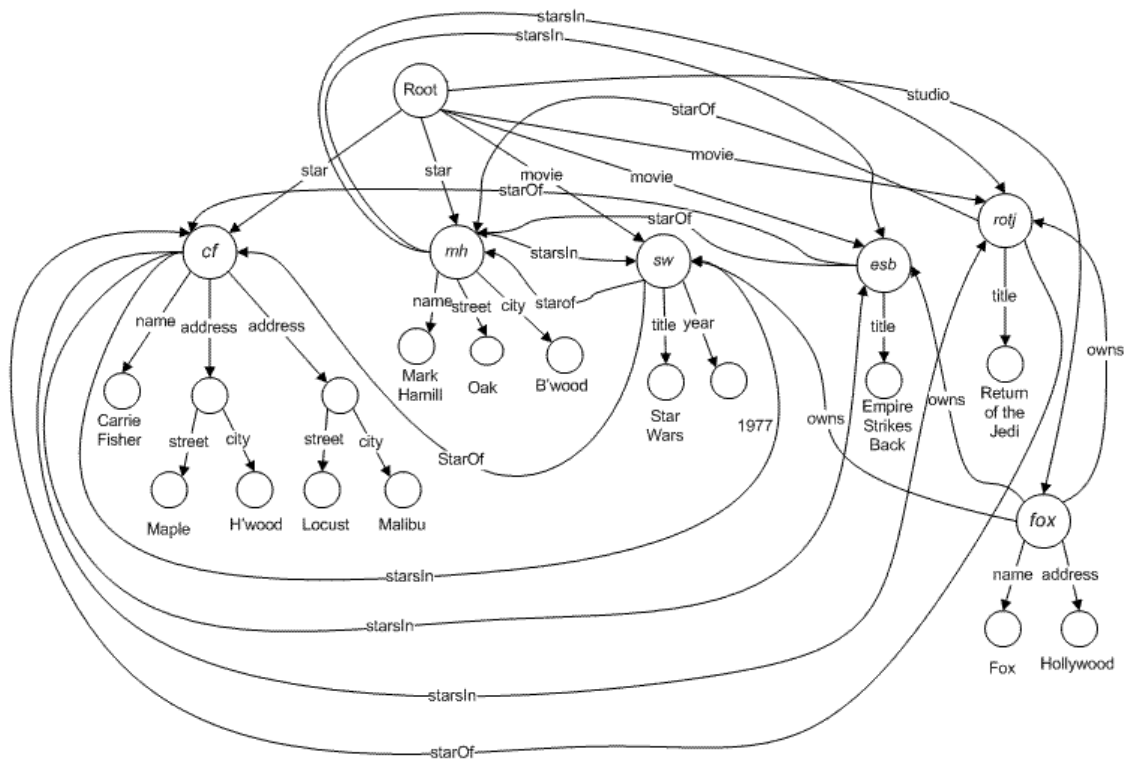 starsIn
starsIn
Root
studio
starOf
movie
star
star
movie
movie
starOf
starOf
rotj
cf
mh
starsIn
sw
esb
name
street
city
starof
title
year
title
title
name
address
address
owns
Mark
Hamill
Oak
B'wood
Carrie
Fisher
Star
Wars
1977
owns
Empire
Strikes
Back
owns
Return
of the
Jedi
street
city
street
city
StarOf
Maple
H'wood
Locust
Malibu
fox
starsIn
name
address
starsIn
Fox
Hollywood
starsIn
starOf